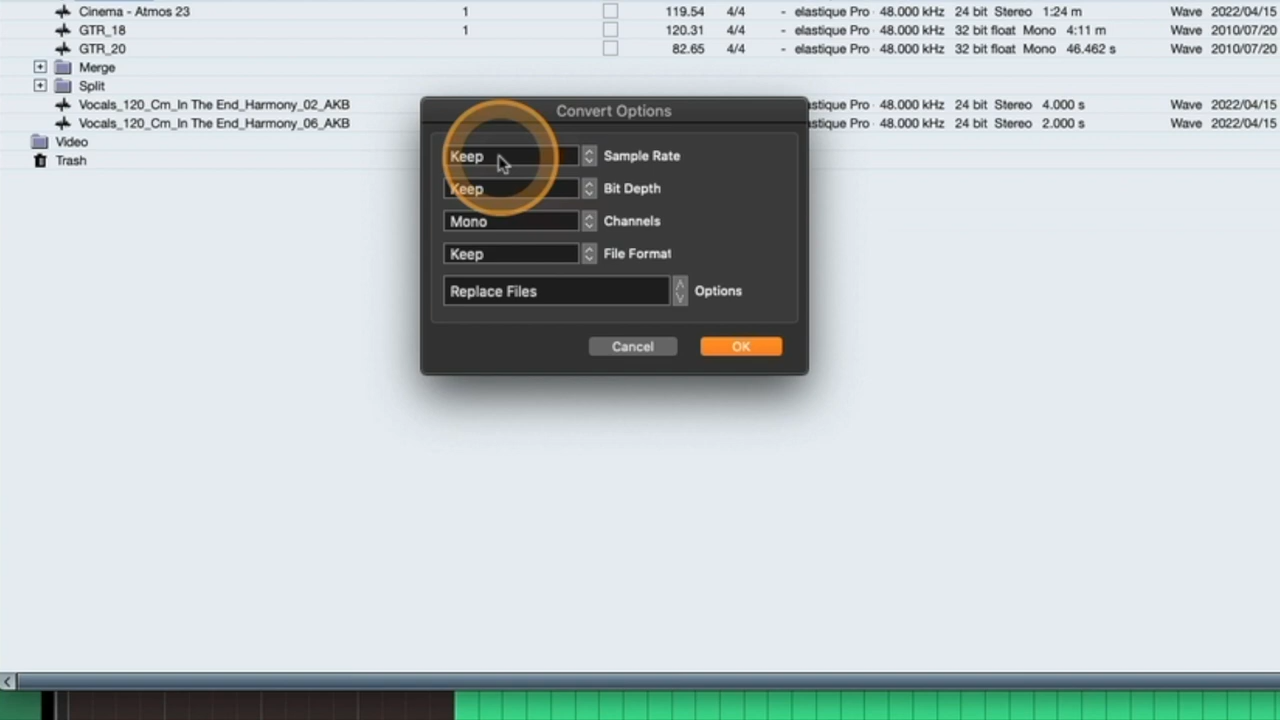 Cinema - Atmos 23 1 119.54 4/4 - elastique Pro 48.000 kHz 24 bit Stereo 1:24 m Wave 2022/04/15
GTR_18 1 120.31 4/4 - elastique Pro 48.000 kHz 32 bit float Mono 4:11 m Wave 2010/07/20
GTR_20 82.65 4/4 - elastique Pro 48.000 kHz 32 bit float Mono 46.462 s Wave 2010/07/20
Merge
Split
Vocals_120_Cm_In The End_Harmony_02_AKB astique Pro 48.000 kHz 24 bit Stereo 4.000 s Wave 2022/04/15
Vocals_120_Cm_In The End_Harmony_06_AKB astique Pro 48.000 kHz 24 bit Stereo 2.000 s Wave 2022/04/15
Video
Trash
Convert Options
Keep Sample Rate
Keep Bit Depth
Mono Channels
Keep File Format
Replace Files Options
Cancel OK